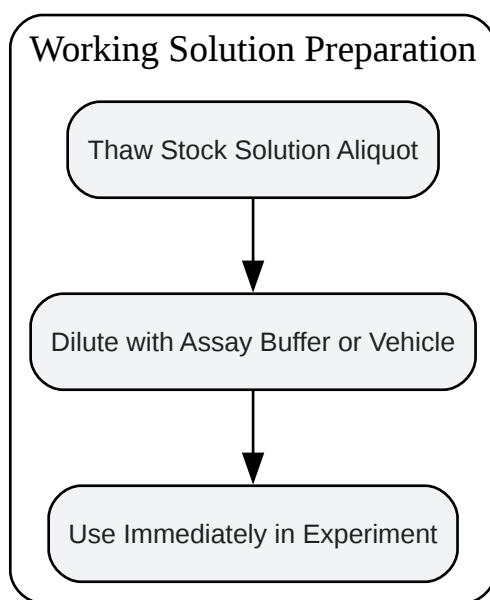 Working Solution Preparation
Thaw Stock Solution Aliquot
Dilute with Assay Buffer or Vehicle
Use Immediately in Experiment